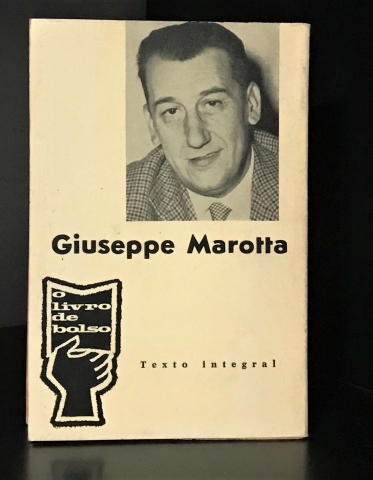 Giuseppe Marotta
o
livro
de
bolso
Texto integral